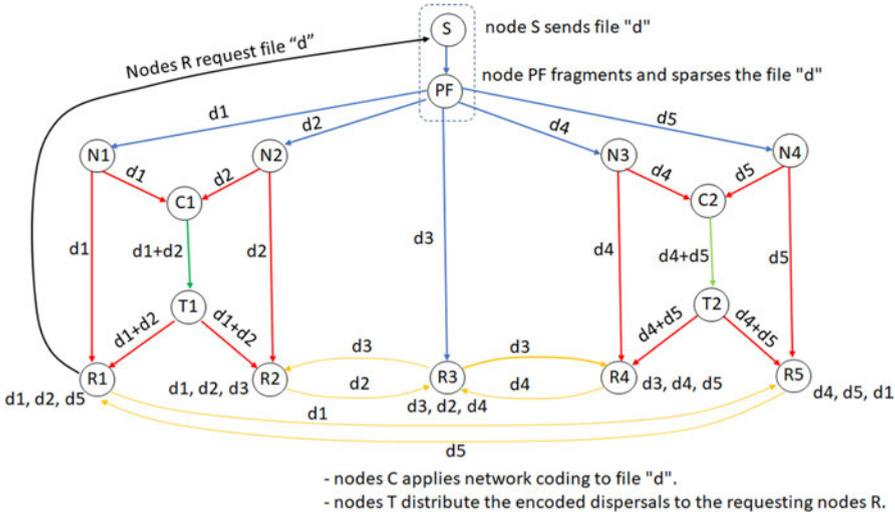 S
node S sends file "d"
Nodes R request file “d”
PF
node PF fragments and sparses the file "d"
d1
d2
d4
d5
N1
N2
N3
N4
d1
d2
d4
d5
C1
C2
d1
d1+d2
d2
d3
d4
d4+d5
d5
T1
T2
d1+d2
d1+d2
d4+d5
d4+d5
d3
d3
R1
R2
R3
R4
R5
d2
d4
d1, d2, d5
d1, d2, d3
d3, d2, d4
d3, d4, d5
d4, d5, d1
d1
d5
- nodes C applies network coding to file "d".
- nodes T distribute the encoded dispersals to the requesting nodes R.